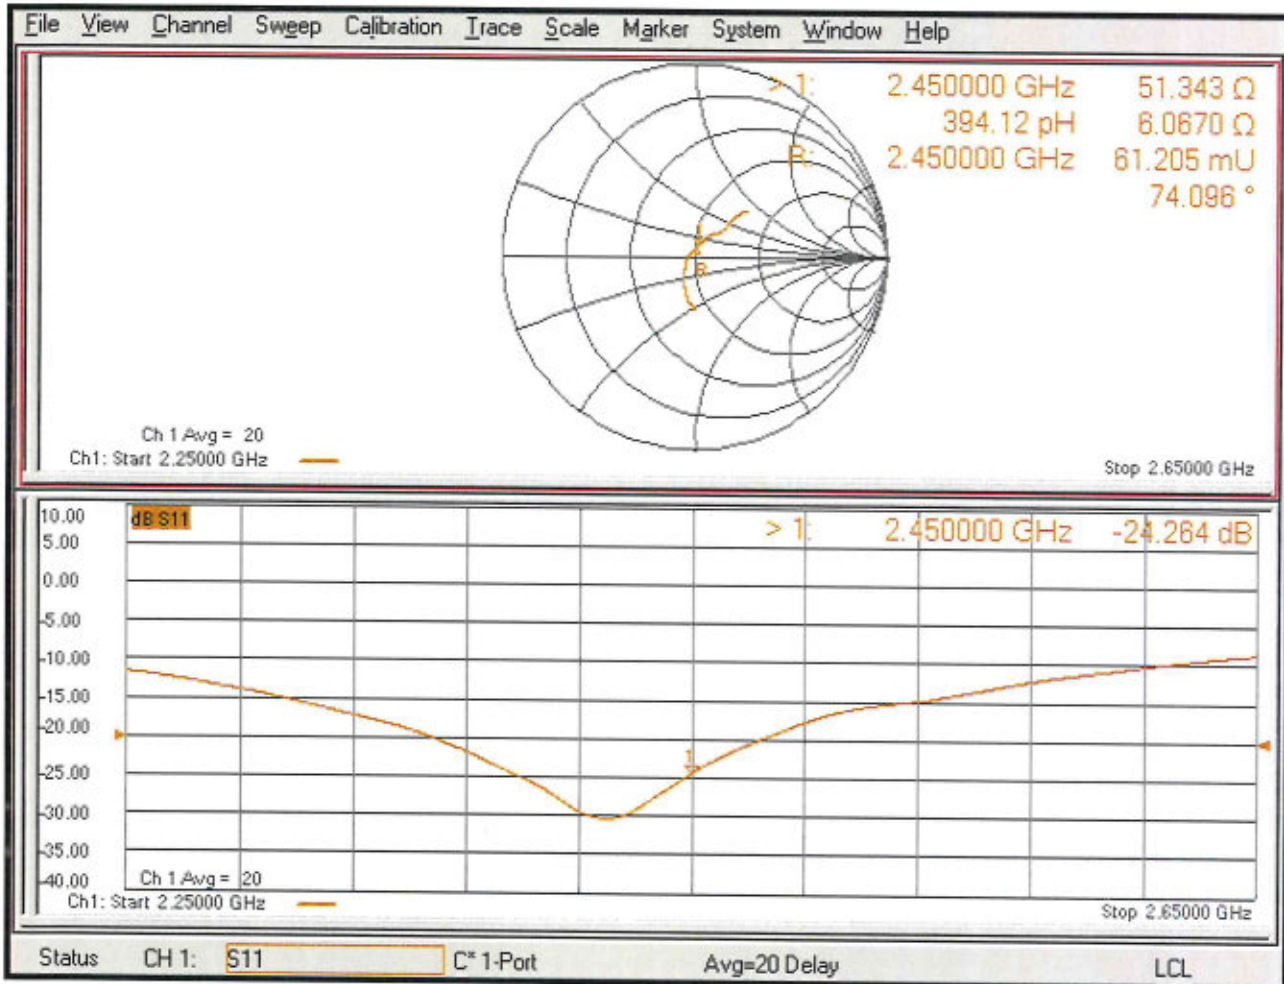 File View Channel Sweep Calibration Trace Scale Marker System Window Help
> 1: 2.450000 GHz 51.343 Ω
394.12 pH 6.0670 Ω
R: 2.450000 GHz 61.205 mU
74.096 °
1
R
Ch 1 Avg = 20
Ch1: Start 2.25000 GHz
Stop 2.65000 GHz
10.00
dB S11
> 1: 2.450000 GHz -24.264 dB
5.00
0.00
-5.00
-10.00
-15.00
-20.00
1
-25.00
-30.00
-35.00
-40.00
Ch 1 Avg = 20
Ch1: Start 2.25000 GHz
Stop 2.65000 GHz
Status CH 1: S11 C* 1-Port Avg=20 Delay LCL